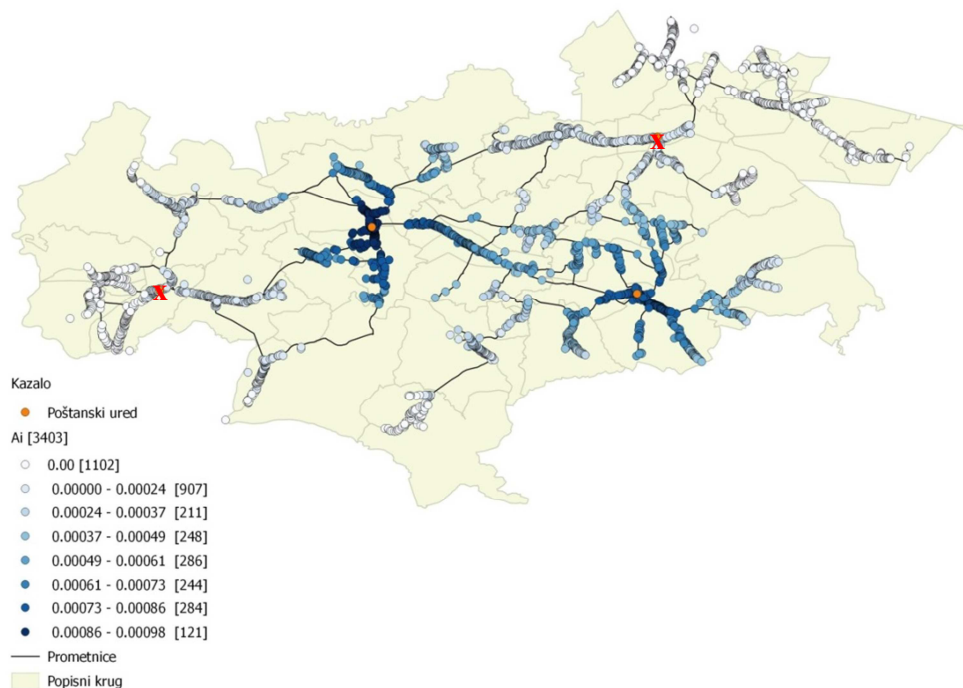 X
X
Kazalo
Poštanski ured
Ai [3403]
0.00 [1102]
0.00000 - 0.00024 [907]
0.00024 - 0.00037 [211]
0.00037 - 0.00049 [248]
0.00049 - 0.00061 [286]
0.00061 - 0.00073 [244]
0.00073 - 0.00086 [284]
0.00086 - 0.00098 [121]
Prometnice
Popisni krug